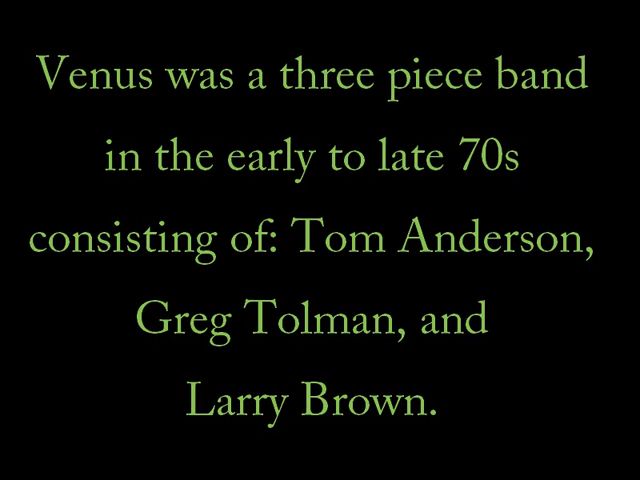 Venus was a three piece band
in the early to late 70s
consisting of: Tom Anderson,
Greg Tolman, and
Larry Brown.